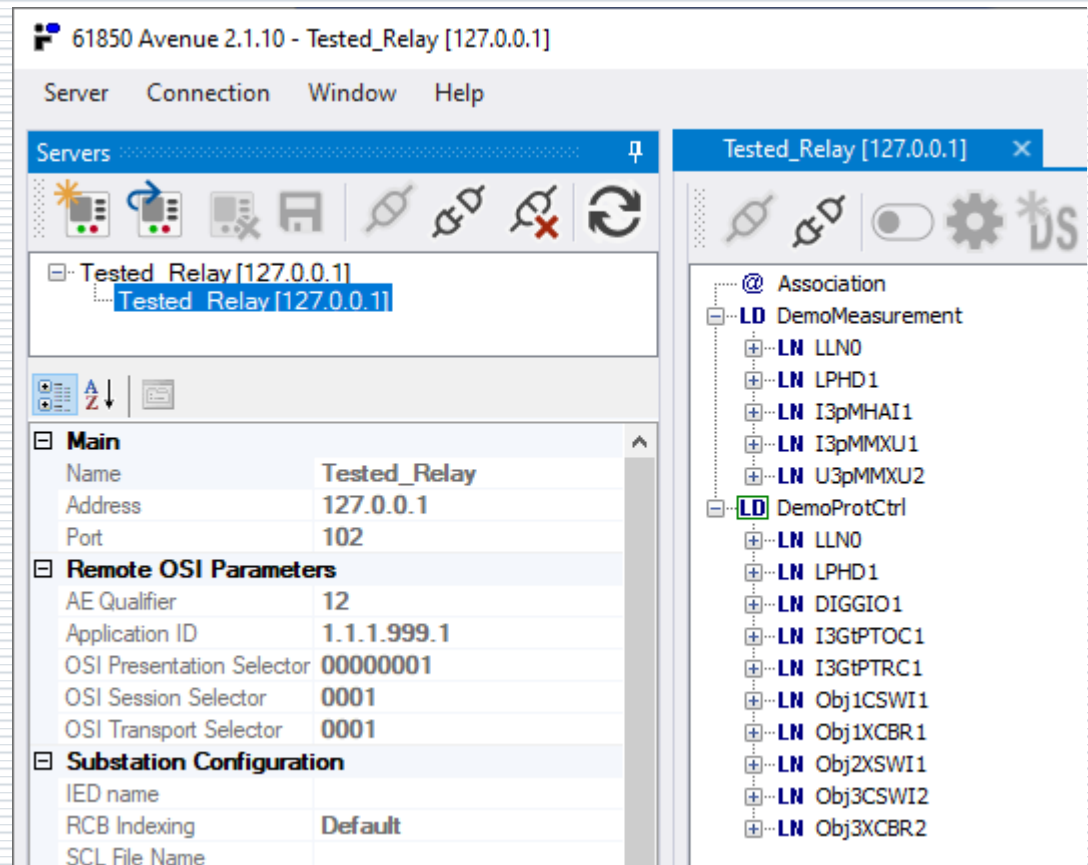 61850 Avenue 2.1.10 - Tested_Relay [127.0.0.1]
Server Connection Window Help
Servers
Tested_Relay [127.0.0.1]
Tested_Relay [127.0.0.1]
Main
Name Tested_Relay
Address 127.0.0.1
Port 102
Remote OSI Parameters
AE Qualifier 12
Application ID 1.1.1.999.1
OSI Presentation Selector 00000001
OSI Session Selector 0001
OSI Transport Selector 0001
Substation Configuration
IED name
RCB Indexing Default
SCL File Name
Tested_Relay [127.0.0.1]
DS
@ Association
LD DemoMeasurement
LN LLN0
LN LPHD1
LN I3pMHAI1
LN I3pMMXU1
LN U3pMMXU2
LD DemoProtCtrl
LN LLN0
LN LPHD1
LN DIGGIO1
LN I3GtPTOC1
LN I3GtPTRC1
LN Obj1CSWI1
LN Obj1XCBR1
LN Obj2XSWI1
LN Obj3CSWI2
LN Obj3XCBR2